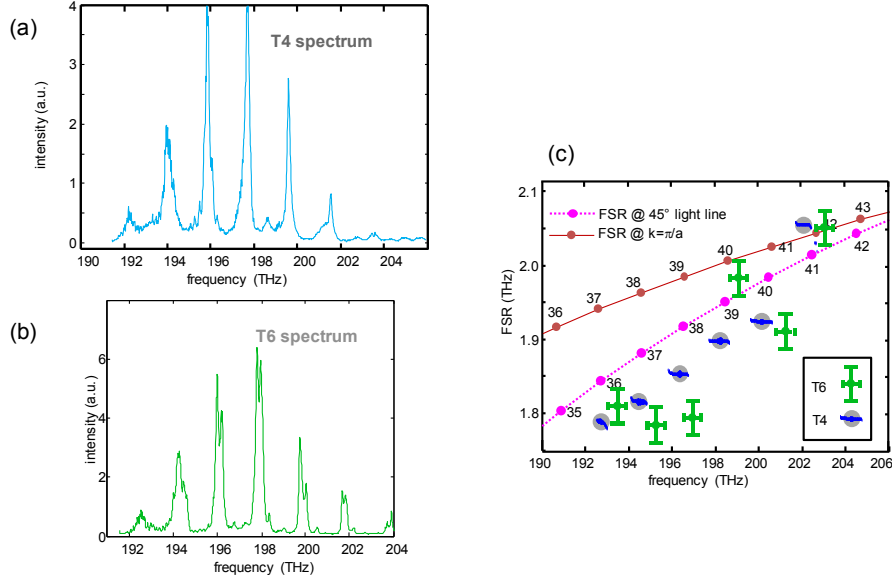 (a)
T4 spectrum
intensity (a.u.)
4
3
2
1
0
190 192 194 196 198 200 202 204
frequency (THz)
(b)
T6 spectrum
intensity (a.u.)
6
4
2
0
192 194 196 198 200 202 204
frequency (THz)
(c)
FSR (THz)
2.1
2.0
1.9
1.8
FSR @ 45° light line
FSR @ k=π/a
36 37 38 39 40 41 42 43
35 36 37 38 39 40 41 42
T6
T4
190 192 194 196 198 200 202 204 206
frequency (THz)